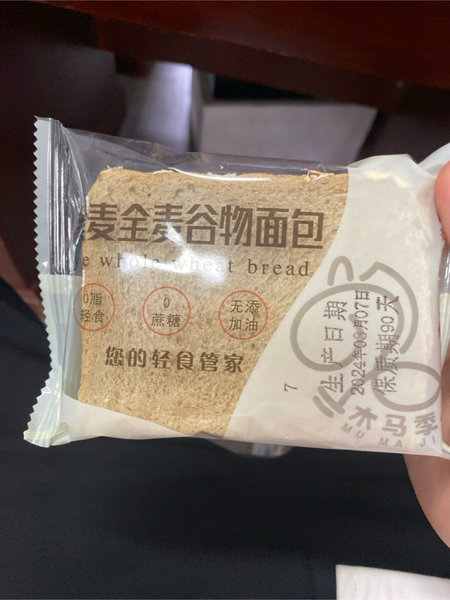 麦全麦谷物面包
e whole wheat bread
0脂
轻食
0
蔗糖
无添
加油
您的轻食管家
7
生产日期
2024年03月07日
保质期90天
木马季
MU MA JI